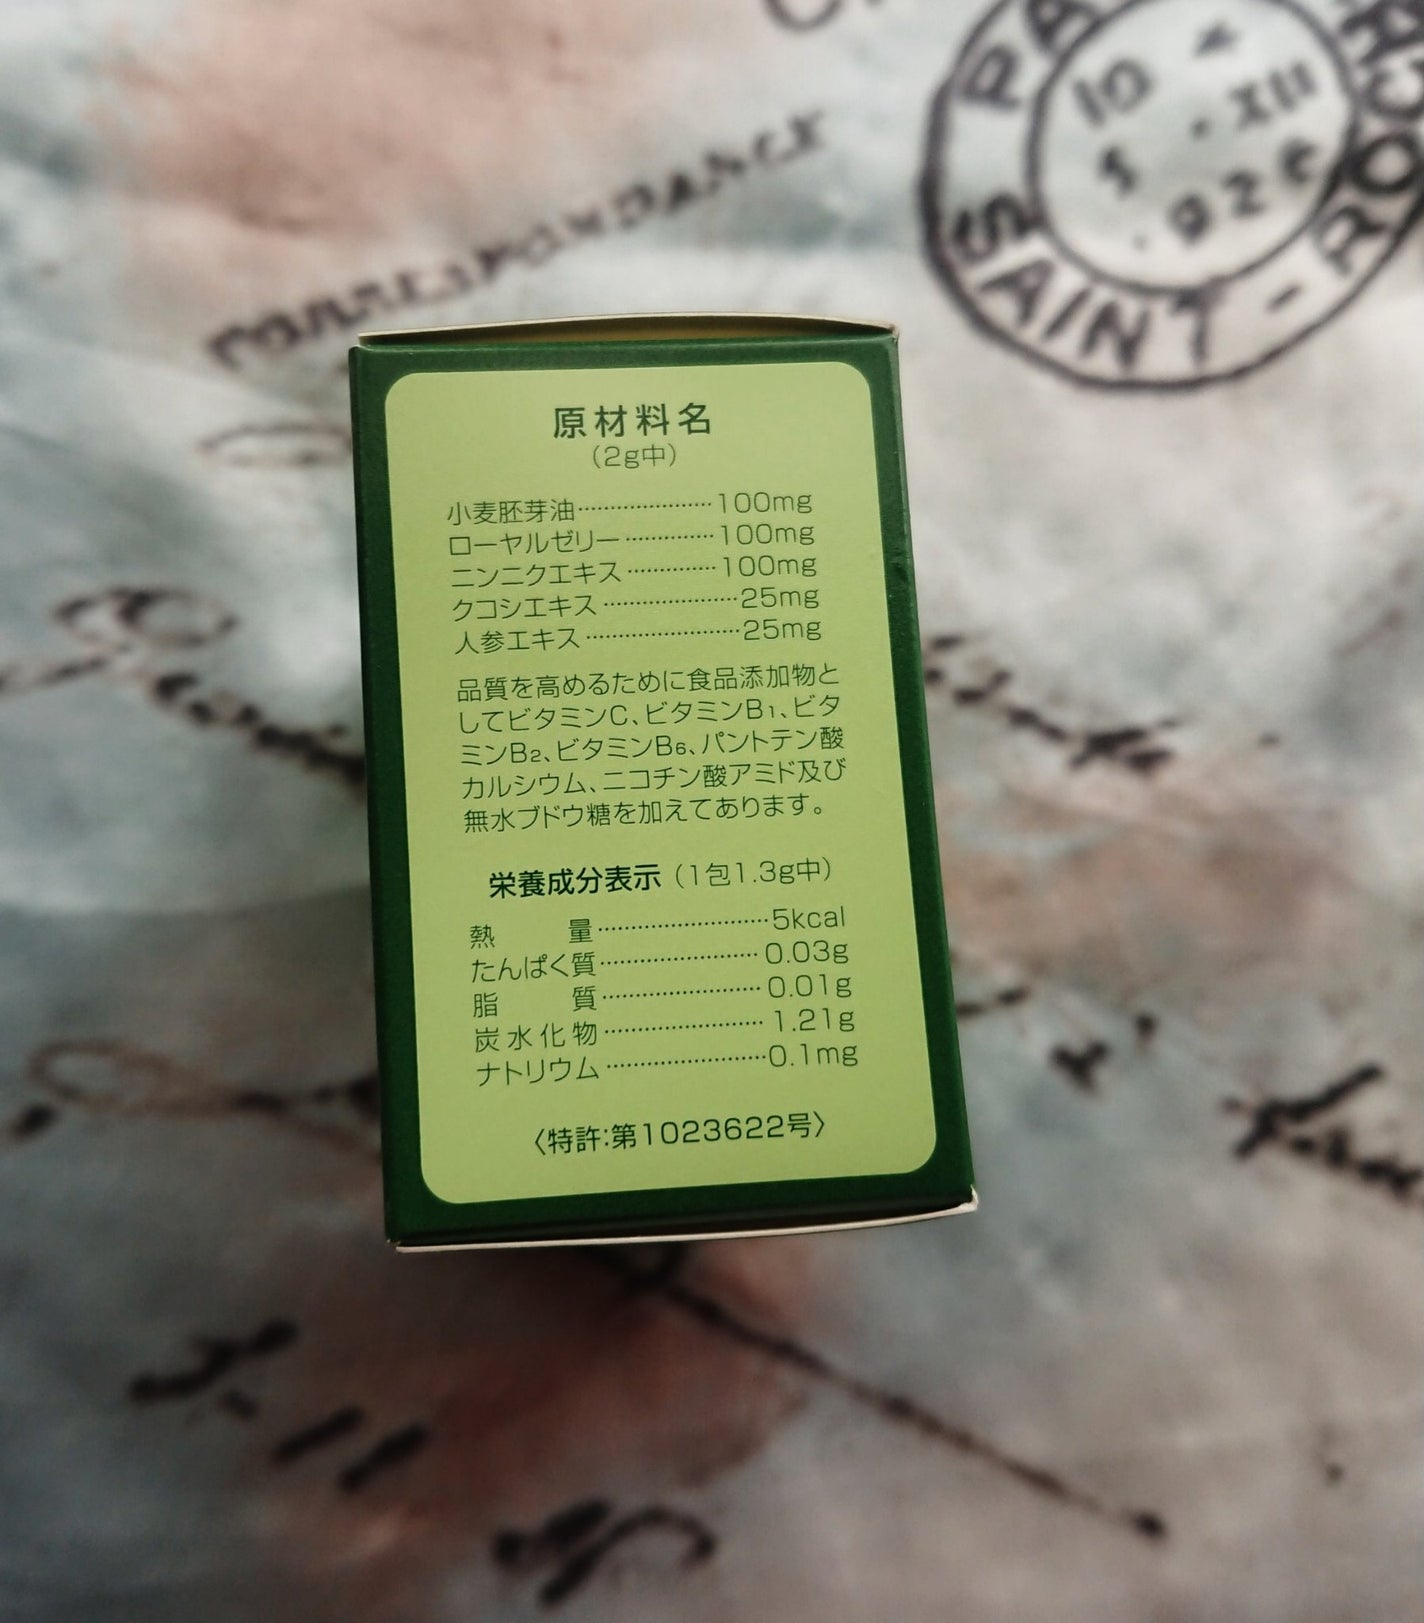 PA
10 XII
SAINT-ROCH
原材料名
(2g中)
小麦胚芽油·····················100mg
ローヤルゼリー··············100mg
ニンニクエキス··············100mg
クコシエキス·····················25mg
人参エキス························25mg
品質を高めるために食品添加物と
してビタミンC、ビタミンB1、ビタ
ミンB2、ビタミンB6、パントテン酸
カルシウム、ニコチン酸アミド及び
無水ブドウ糖を加えてあります。
栄養成分表示(1包1.3g中)
熱量···························5kcal
たんぱく質·························0.03g
脂質·························0.01g
炭水化物·························1.21g
ナトリウム·························0.1mg
〈特許:第1023622号〉